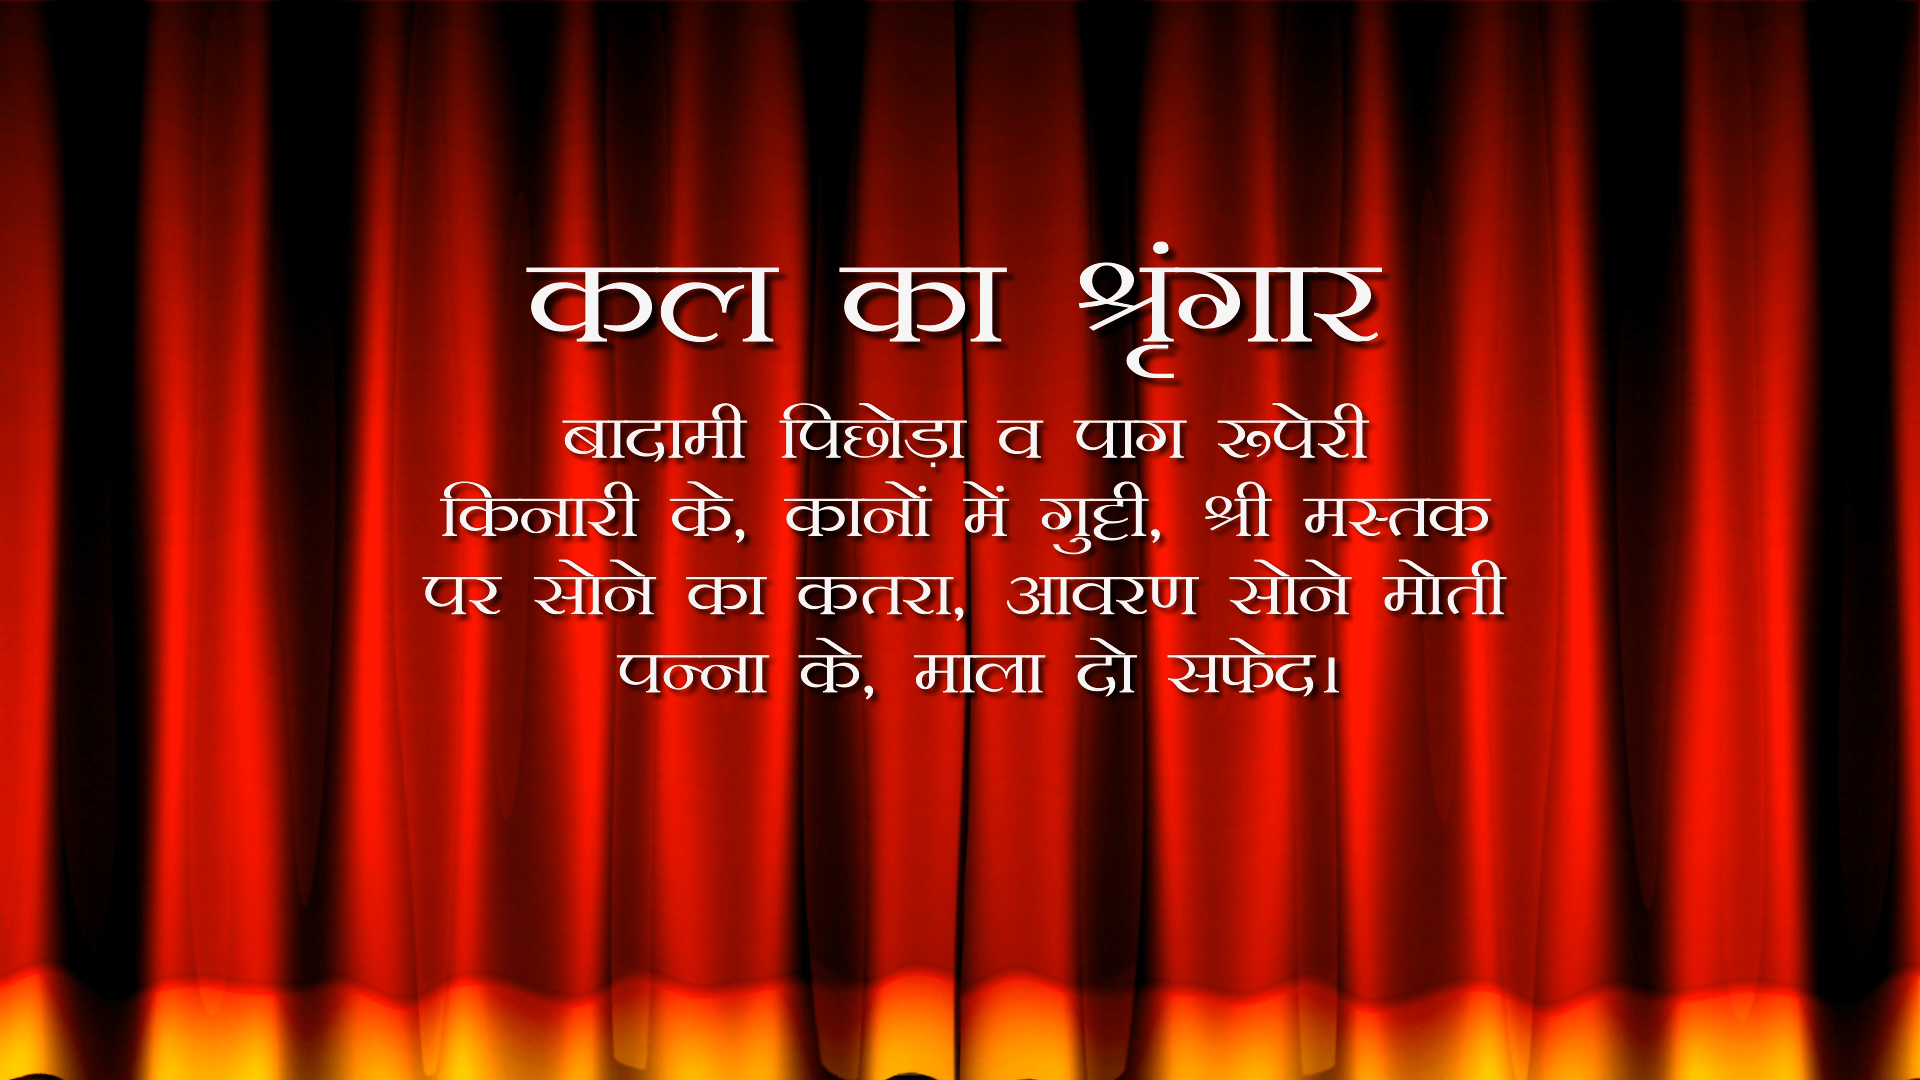 कल का श्रृंगार
बादामी पिछोड़ा व पाग रूपेरी
किनारी के, कानों में गुद्दी, श्री मस्तक
पर सोने का कतरा, आवरण सोने मोती
पन्ना के, माला दो सफेद।